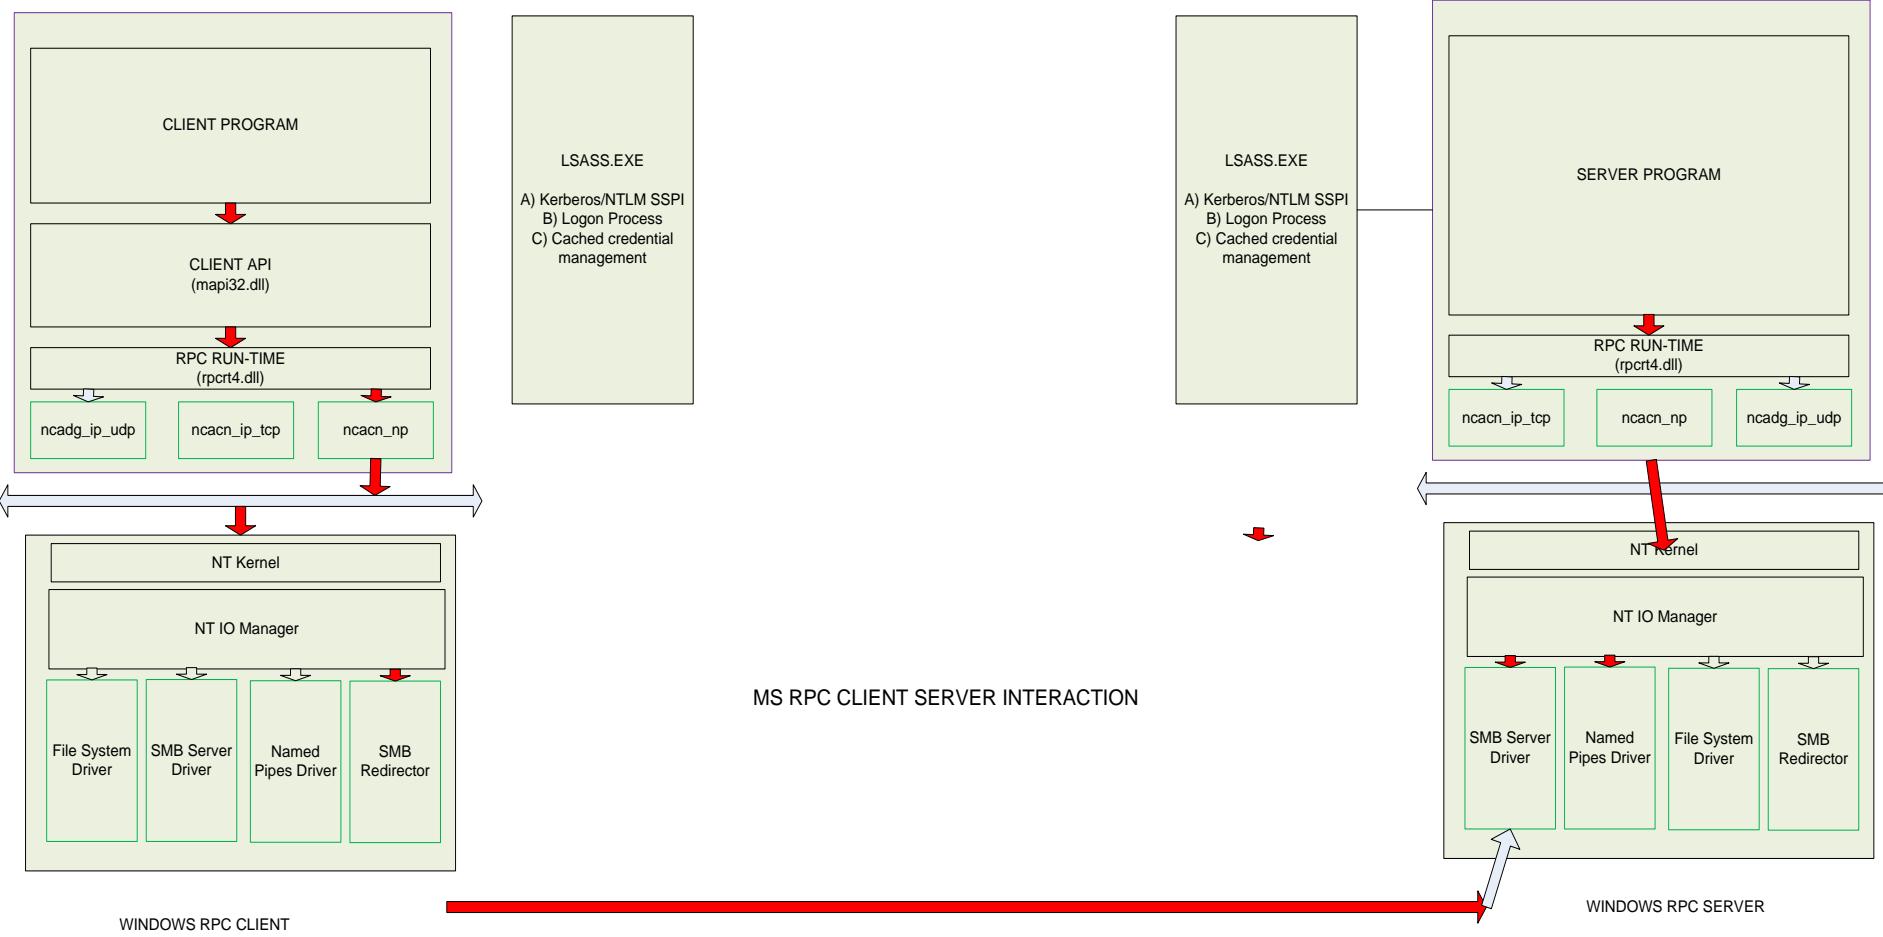 CLIENT PROGRAM
CLIENT API
(mapi32.dll)
RPC RUN-TIME
(rpcrt4.dll)
ncadg_ip_udp
ncacn_ip_tcp
ncacn_np
NT Kernel
NT IO Manager
File System
Driver
SMB Server
Driver
Named
Pipes Driver
SMB
Redirector
WINDOWS RPC CLIENT
LSASS.EXE
A) Kerberos/NTLM SSPI
B) Logon Process
C) Cached credential
management
MS RPC CLIENT SERVER INTERACTION
LSASS.EXE
A) Kerberos/NTLM SSPI
B) Logon Process
C) Cached credential
management
SERVER PROGRAM
RPC RUN-TIME
(rpcrt4.dll)
ncacn_ip_tcp
ncacn_np
ncadg_ip_udp
NT Kernel
NT IO Manager
SMB Server
Driver
Named
Pipes Driver
File System
Driver
SMB
Redirector
WINDOWS RPC SERVER